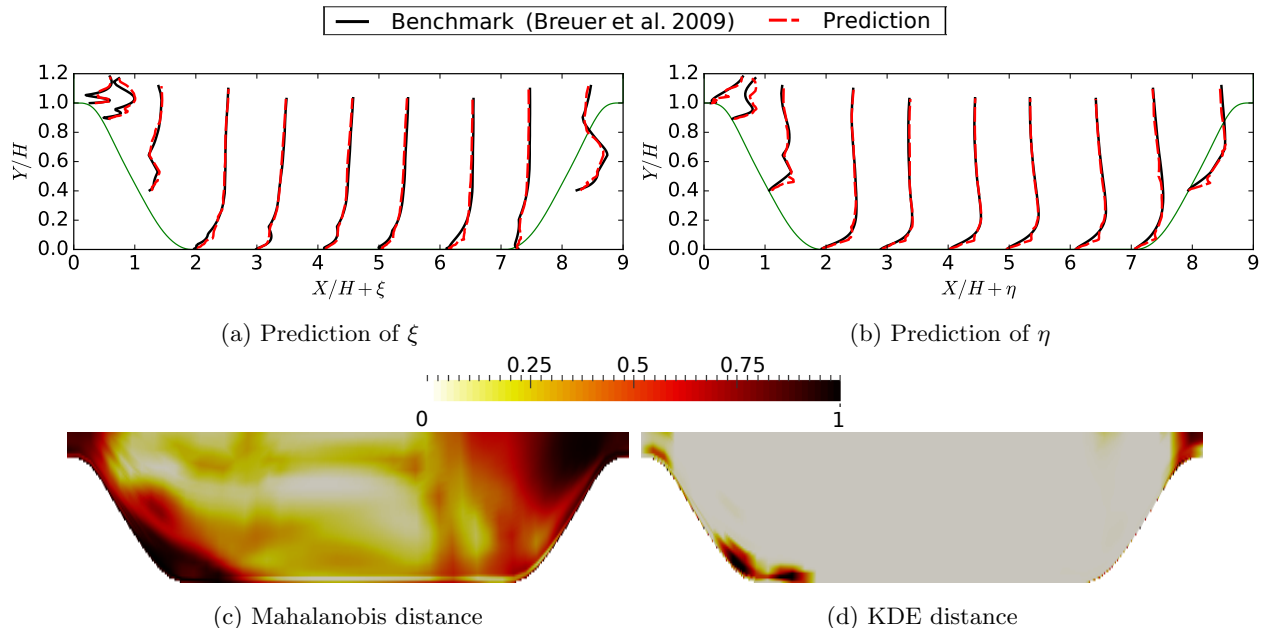 Benchmark (Breuer et al. 2009) Prediction
1.2 1.0 0.8 0.6 0.4 0.2 0.0
Y/H
0 1 2 3 4 5 6 7 8 9
X/H + ξ
(a) Prediction of ξ
1.2 1.0 0.8 0.6 0.4 0.2 0.0
Y/H
0 1 2 3 4 5 6 7 8 9
X/H + η
(b) Prediction of η
0.25 0.5 0.75
0 1
(c) Mahalanobis distance
(d) KDE distance